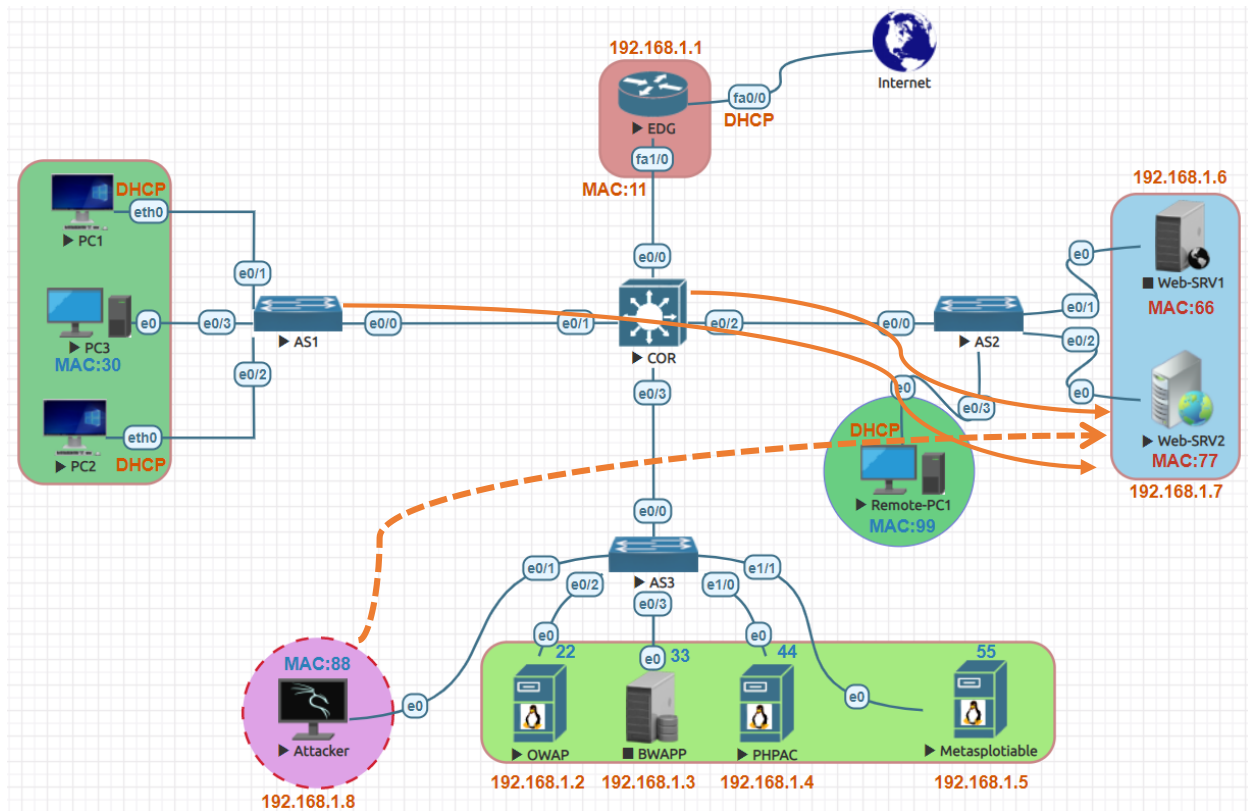 192.168.1.1
Internet
fa0/0
DHCP
EDG
fa1/0
MAC:11
DHCP
eth0
PC1
e0/1
e0
e0/3
PC3
MAC:30
AS1
e0/0
e0/2
eth0
PC2
DHCP
e0/0
e0/1
COR
e0/2
e0/3
192.168.1.6
e0/0
AS2
e0
e0/1
Web-SRV1
MAC:66
e0/2
e0
e0/3
e0
Web-SRV2
MAC:77
192.168.1.7
DHCP
Remote-PC1
MAC:99
e0/0
e0/1
AS3
e1/1
e0/2
e0/3
e1/0
MAC:88
e0
Attacker
192.168.1.8
e0
22
e0
33
e0
44
e0
55
OWAP
BWAPP
PHPAC
Metasplotiable
192.168.1.2
192.168.1.3
192.168.1.4
192.168.1.5